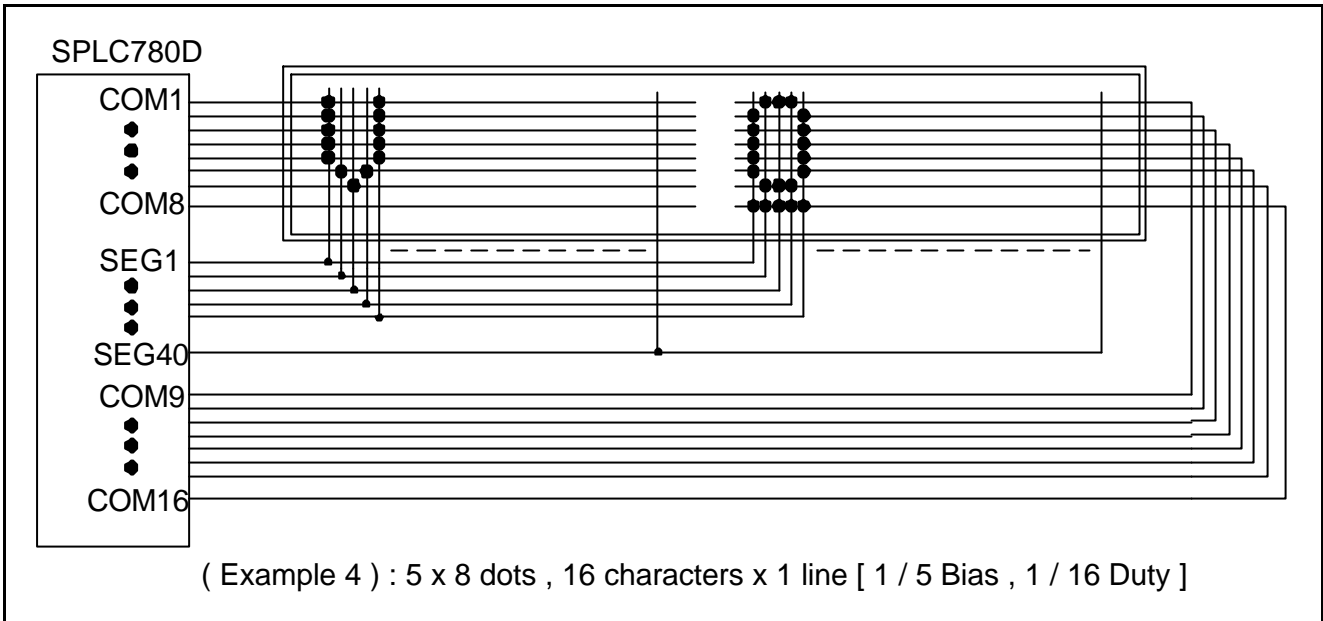 SPLC780D
COM1
COM8
SEG1
SEG40
COM9
COM16
( Example 4 ) : 5 x 8 dots , 16 characters x 1 line [ 1 / 5 Bias , 1 / 16 Duty ]